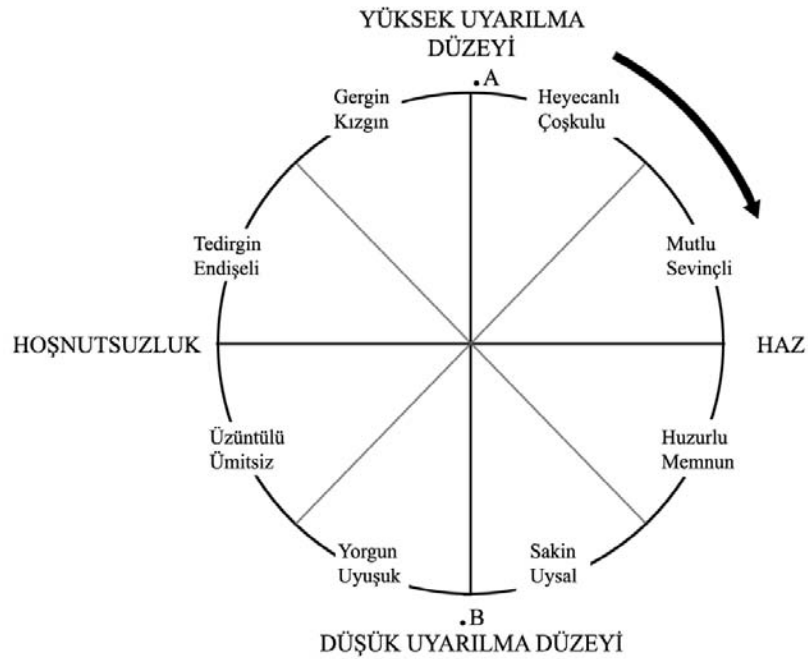 YÜKSEK UYARILMA
DÜZEYİ
.A
Gergin
Kızgın
Heyecanlı
Çoşkulu
Tedirgin
Endişeli
Mutlu
Sevinçli
HOŞNUTSUZLUK
HAZ
Üzüntülü
Ümitsiz
Huzurlu
Memnun
Yorgun
Uyuşuk
Sakin
Uysal
.B
DÜŞÜK UYARILMA DÜZEYİ